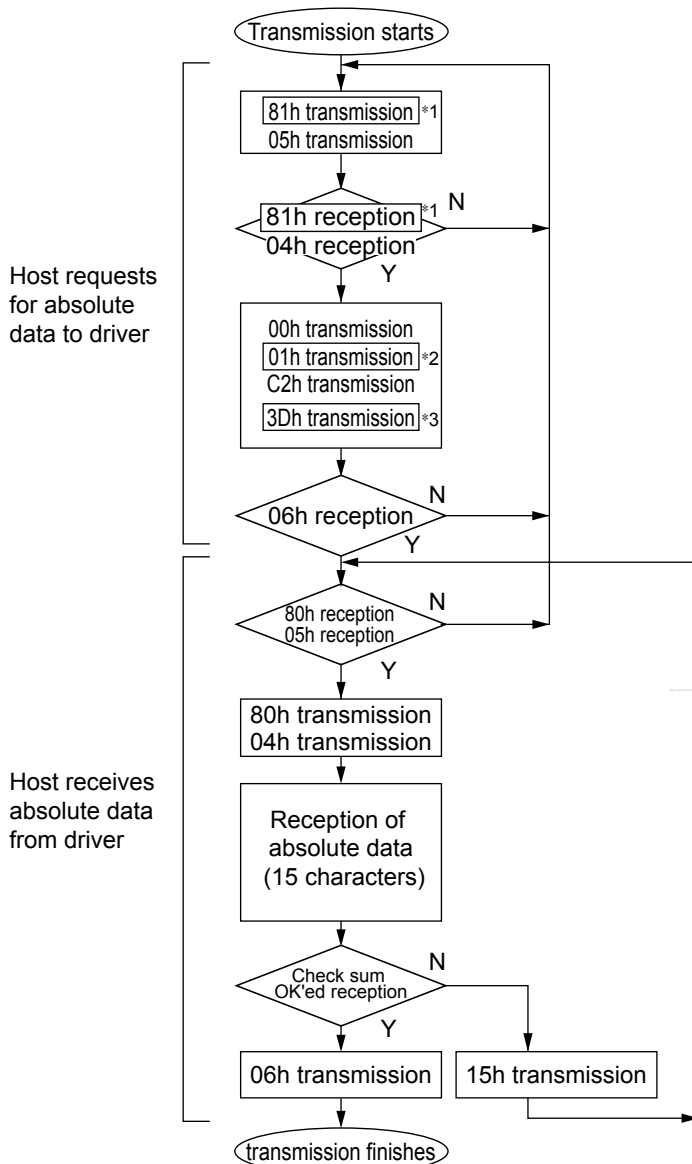 Transmission starts
81h transmission *1
05h transmission
81h reception *1
04h reception
N
Y
Host requests
for absolute
data to driver
00h transmission
01h transmission *2
C2h transmission
3Dh transmission *3
06h reception
N
Y
80h reception
05h reception
N
Y
80h transmission
04h transmission
Host receives
absolute data
from driver
Reception of
absolute data
(15 characters)
Check sum
OK'ed reception
N
Y
06h transmission
15h transmission
transmission finishes